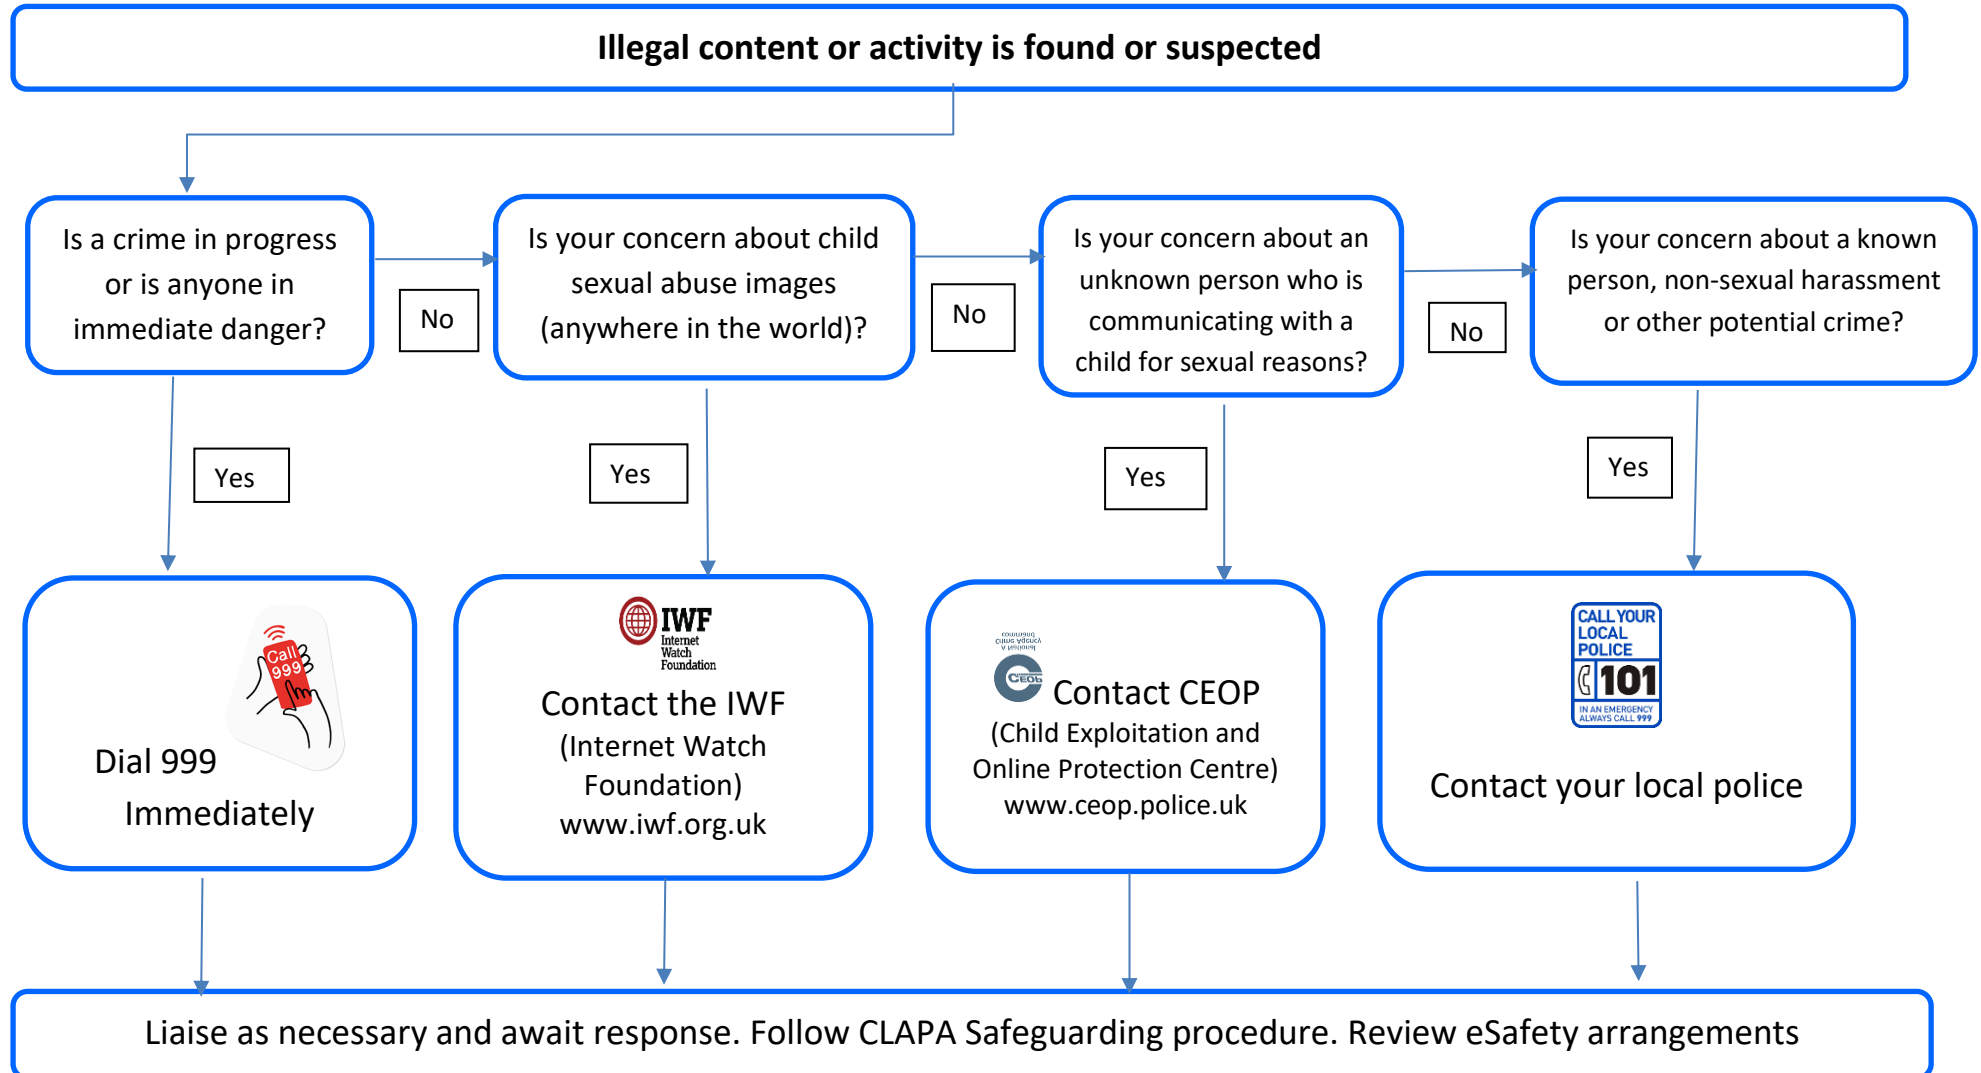 Illegal content or activity is found or suspected
Is a crime in progress
or is anyone in
immediate danger?
No
Is your concern about child
sexual abuse images
(anywhere in the world)?
No
Is your concern about an
unknown person who is
communicating with a
child for sexual reasons?
No
Is your concern about a known
person, non-sexual harassment
or other potential crime?
Yes
Yes
Yes
Yes
Call
999
Dial 999
Immediately
IWF
Internet
Watch
Foundation
Contact the IWF
(Internet Watch
Foundation)
www.iwf.org.uk
A National
Crime Agency
command
CEOP
Contact CEOP
(Child Exploitation and
Online Protection Centre)
www.ceop.police.uk
CALL YOUR
LOCAL
POLICE
101
IN AN EMERGENCY
ALWAYS CALL 999
Contact your local police
Liaise as necessary and await response. Follow CLAPA Safeguarding procedure. Review eSafety arrangements